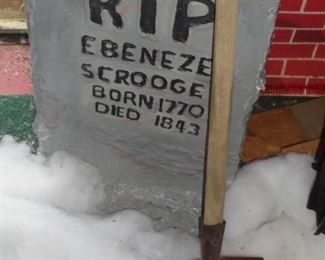 RIP
EBENEZE
SCROOGE
BORN 1770
DIED 1843